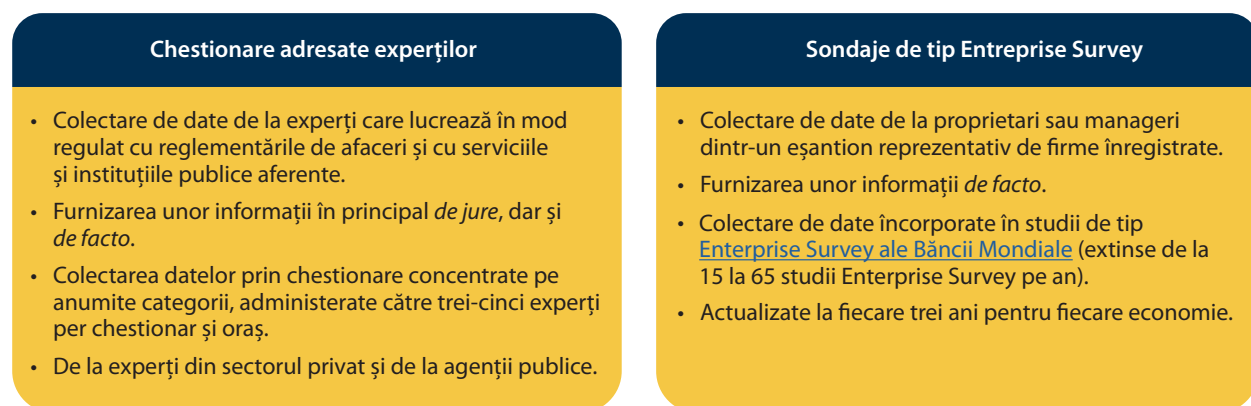 Chestionare adresate experților
• Colectare de date de la experți care lucrează în mod
regulat cu reglementările de afaceri și cu serviciile
și instituțiile publice aferente.
• Furnizarea unor informații în principal de jure, dar și
de facto.
• Colectarea datelor prin chestionare concentrate pe
anumite categorii, administerate către trei-cinci experți
per chestionar și oraș.
• De la experți din sectorul privat și de la agenții publice.
Sondaje de tip Entreprise Survey
• Colectare de date de la proprietari sau manageri
dintr-un eșantion reprezentativ de firme înregistrate.
• Furnizarea unor informații de facto.
• Colectare de date încorporate în studii de tip
Enterprise Survey ale Băncii Mondiale (extinse de la
15 la 65 studii Enterprise Survey pe an).
• Actualizate la fiecare trei ani pentru fiecare economie.